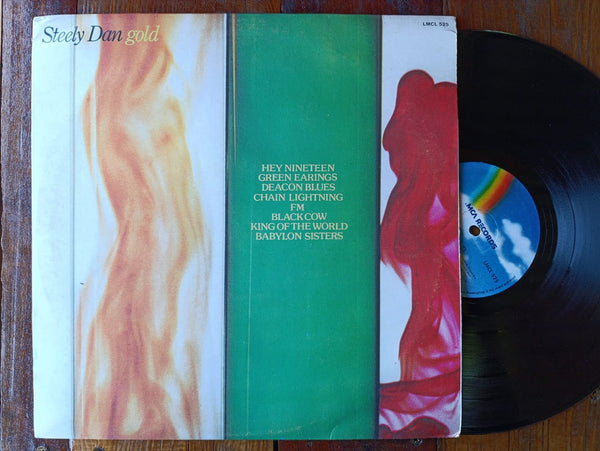 Steely Dan gold
LMCL 525
HEY NINETEEN
GREEN EARINGS
DEACON BLUES
CHAIN LIGHTNING
FM
BLACK COW
KING OF THE WORLD
BABYLON SISTERS
MCA RECORDS